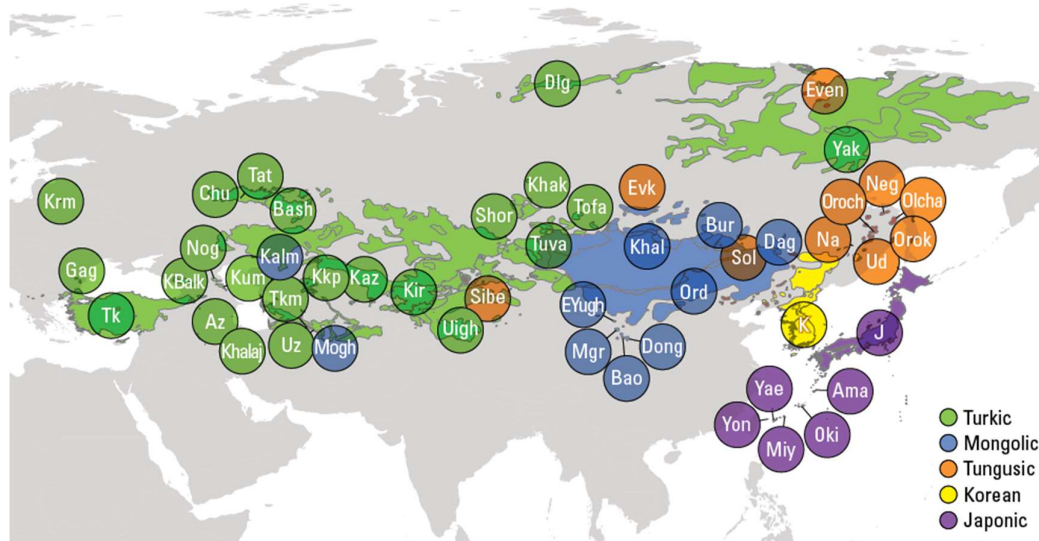 Dlg
Even
Yak
Krm
Chu
Tat
Bash
Shor
Khak
Tofa
Evk
Neg
Oroch
Olcha
Nog
Kalm
Tuva
Khal
Bur
Sol
Dag
Na
Ud
Orok
Gag
KBalk
Kum
Kkp
Kaz
Kir
Sibe
Ord
Tk
Az
Tkm
Uigh
EYugh
K
J
Khalaj
Uz
Mogh
Mgr
Bao
Dong
Yae
Ama
Yon
Miy
Oki
Turkic
Mongolic
Tungusic
Korean
Japonic